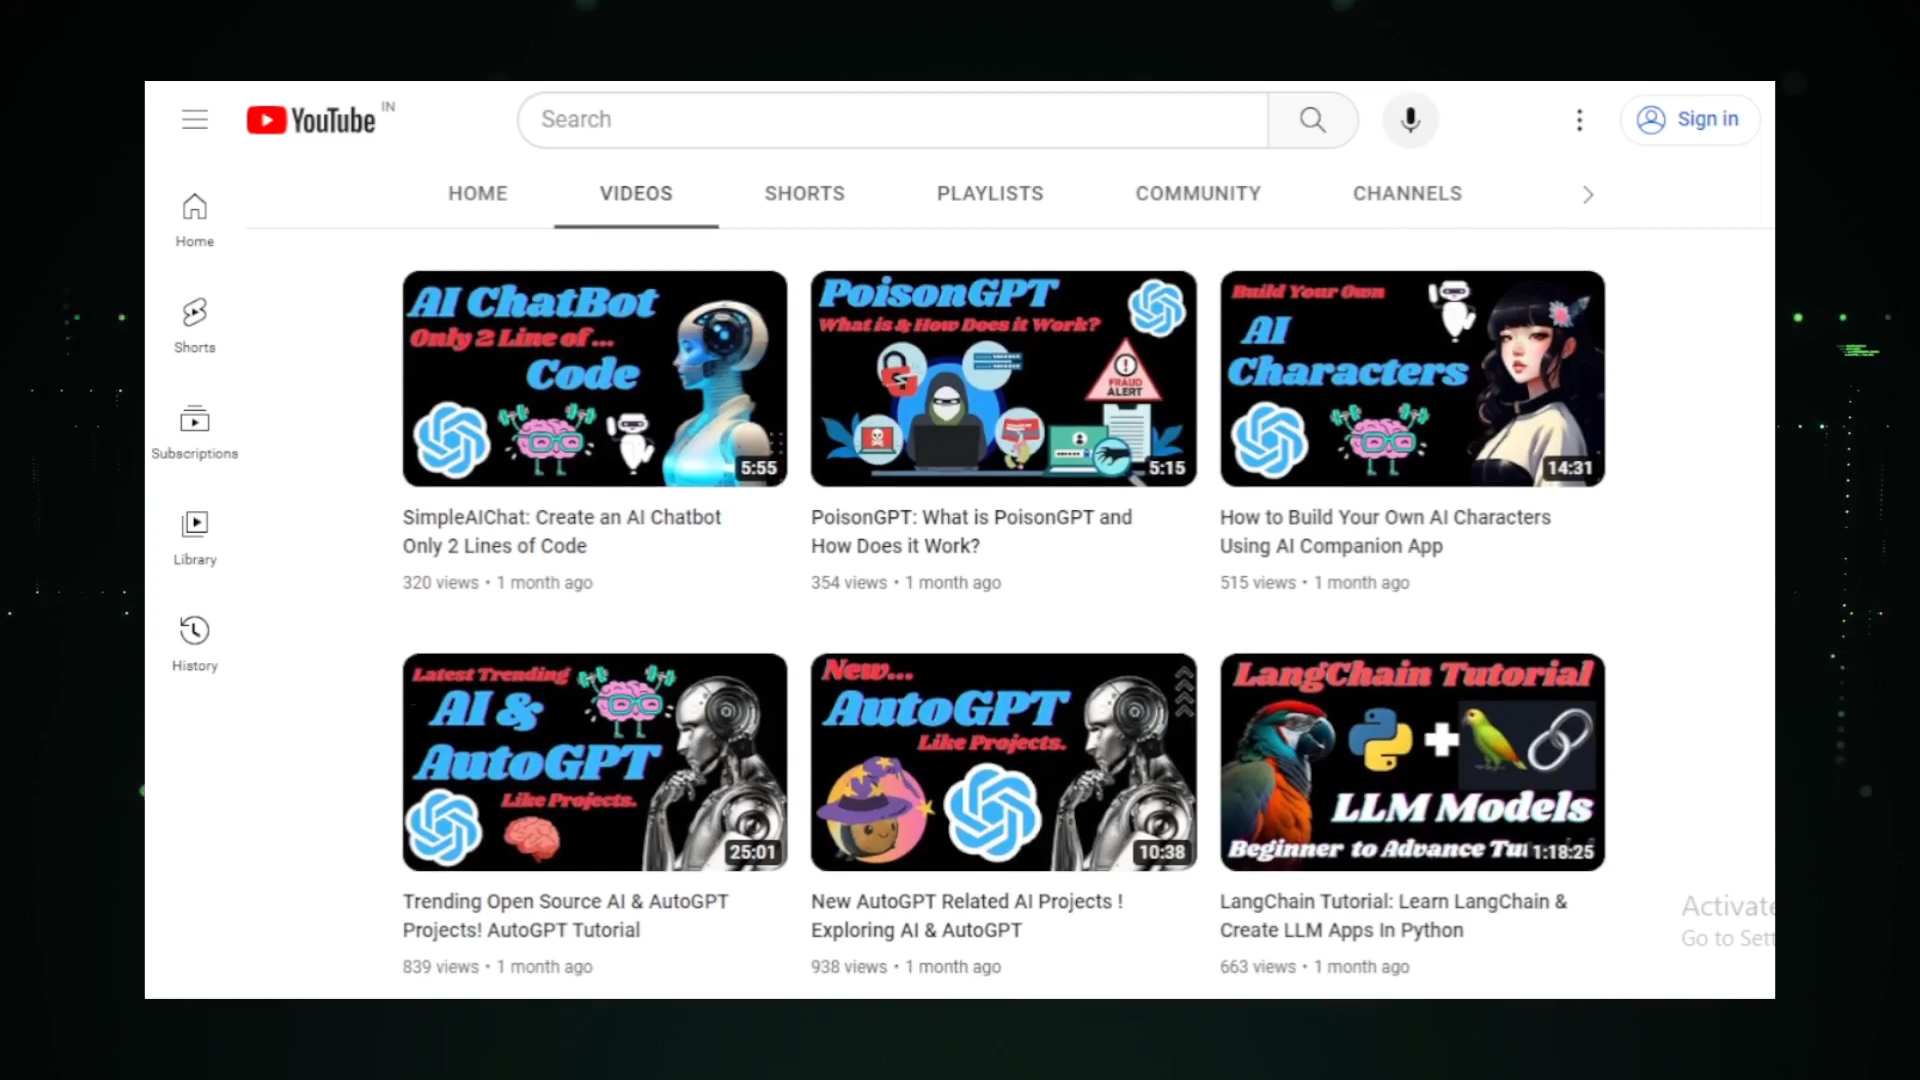 YouTube IN
Search
Sign in
HOME VIDEOS SHORTS PLAYLISTS COMMUNITY CHANNELS
Home
Shorts
Subscriptions
Library
History
AI ChatBot
Only 2 Line of...
Code
5:55
SimpleAIChat: Create an AI Chatbot
Only 2 Lines of Code
320 views • 1 month ago
PoisonGPT
What is & How Does it Work?
FRAUD
ALERT
5:15
PoisonGPT: What is PoisonGPT and
How Does it Work?
354 views • 1 month ago
Build Your Own
AI
Characters
14:31
How to Build Your Own AI Characters
Using AI Companion App
515 views • 1 month ago
Latest Trending
AI &
AutoGPT
Like Projects.
25:01
Trending Open Source AI & AutoGPT
Projects! AutoGPT Tutorial
839 views • 1 month ago
New...
AutoGPT
Like Projects.
10:38
New AutoGPT Related AI Projects !
Exploring AI & AutoGPT
938 views • 1 month ago
LangChain Tutorial
LLM Models
Beginner to Advance Tu
1:18:25
LangChain Tutorial: Learn LangChain &
Create LLM Apps In Python
663 views • 1 month ago
Activate
Go to Sett